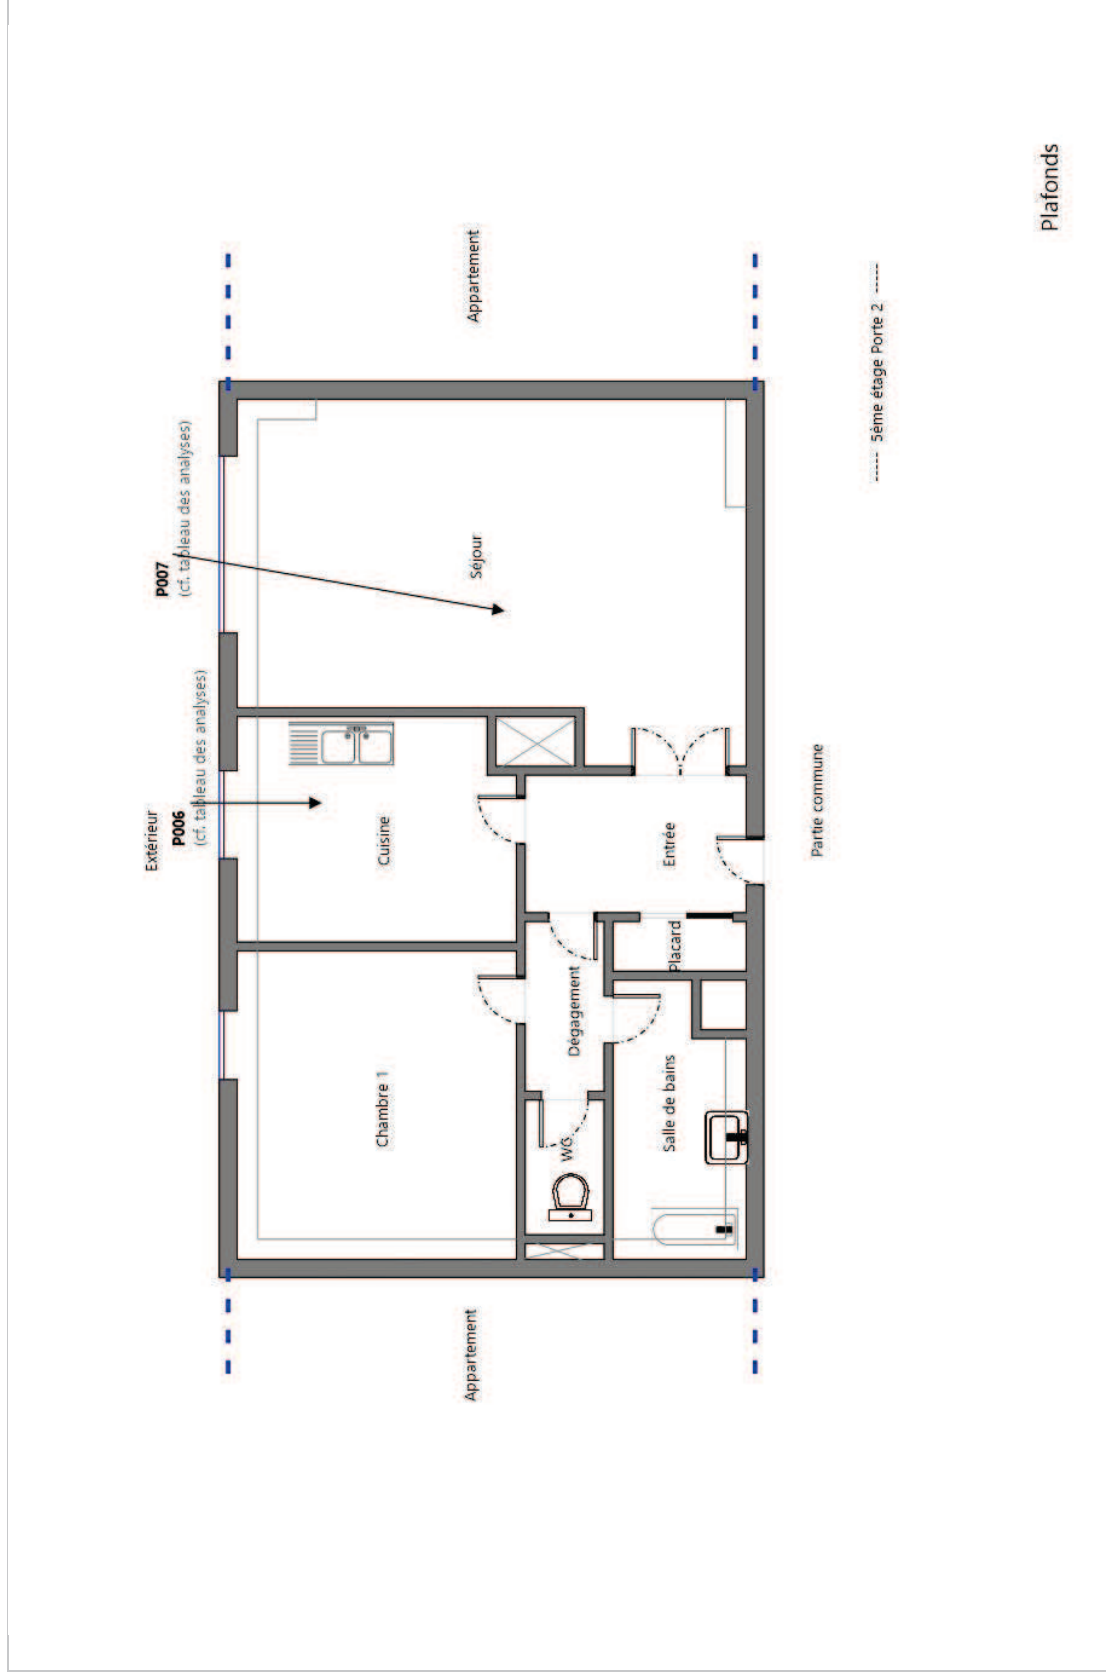 Extérieur
P006
(cf. tableau des analyses)
P007
(cf. tableau des analyses)
Appartement
Chambre 1
Cuisine
Séjour
Appartement
WC
Dégagement
Salle de bains
Placard
Entrée
Partie commune
----- 5ème étage Porte 2 -----
Plafonds